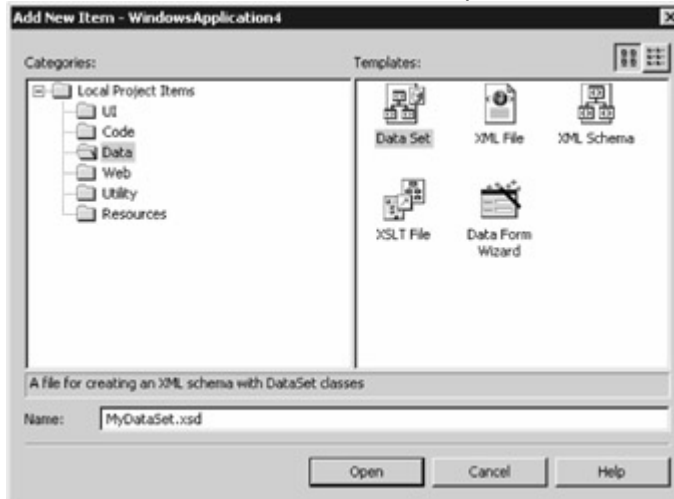 Add New Item - WindowsApplication4
Categories:
Templates:
Local Project Items
UI
Code
Data
Web
Utility
Resources
Data Set
XML File
XML Schema
XSLT File
Data Form
Wizard
A file for creating an XML schema with DataSet classes
Name:
MyDataSet.xsd
Open
Cancel
Help